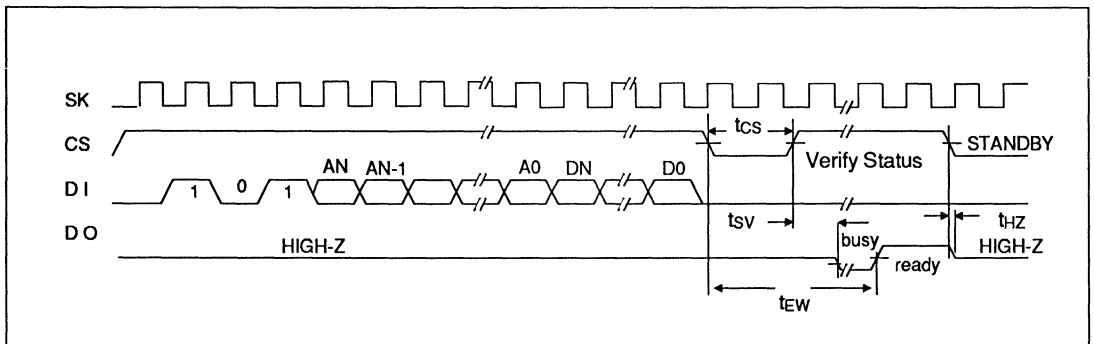 SK
CS
tCS
STANDBY
Verify Status
DI
1
0
1
AN
AN-1
A0
DN
D0
tSV
tHZ
DO
HIGH-Z
busy
ready
HIGH-Z
tEW